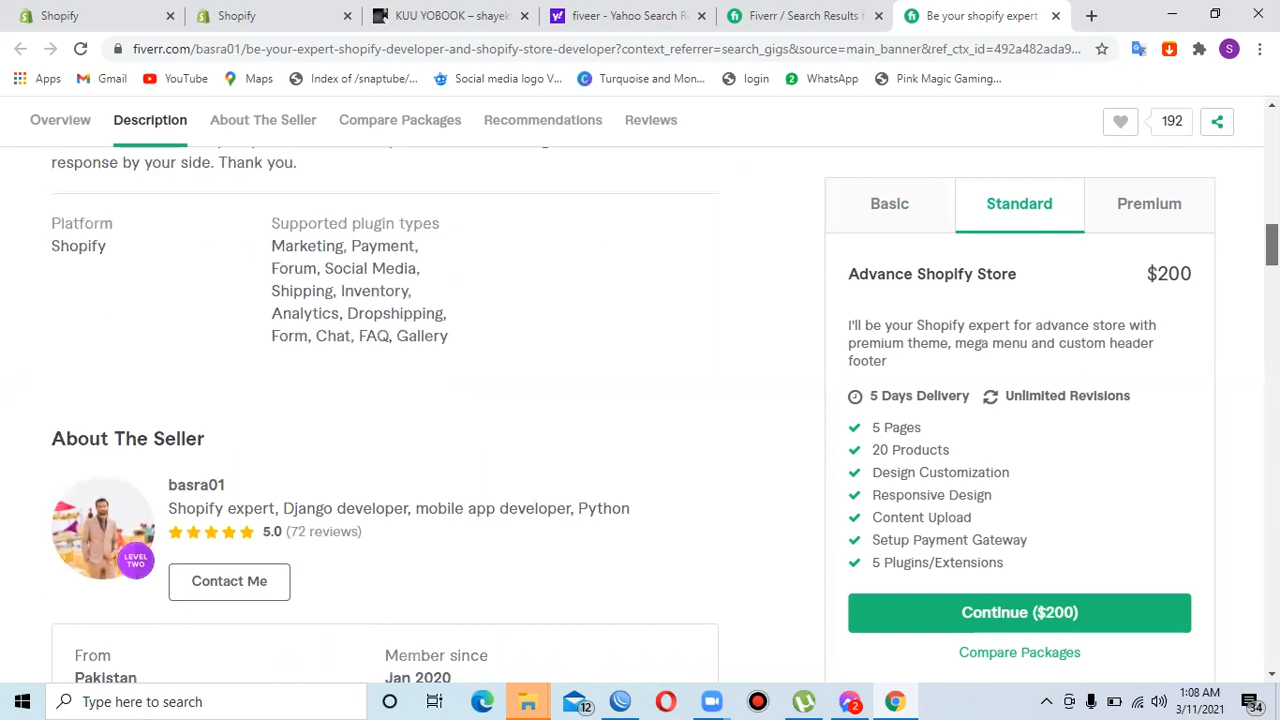 Shopify
Shopify
KUU YOBOOK – shayek
fiveer - Yahoo Search Re
Fiverr / Search Results f
Be your shopify expert
fiverr.com/basra01/be-your-expert-shopify-developer-and-shopify-store-developer?context_referrer=search_gigs&source=main_banner&ref_ctx_id=492a482ada9...
S
Apps
Gmail
YouTube
Maps
Index of /snaptube/...
Social media logo V...
Turquoise and Mon...
login
2
WhatsApp
Pink Magic Gaming...
Overview
Description
About The Seller
Compare Packages
Recommendations
Reviews
192
response by your side. Thank you.
Platform
Shopify
Supported plugin types
Marketing, Payment,
Forum, Social Media,
Shipping, Inventory,
Analytics, Dropshipping,
Form, Chat, FAQ, Gallery
Basic
Standard
Premium
Advance Shopify Store
$200
I'll be your Shopify expert for advance store with
premium theme, mega menu and custom header
footer
5 Days Delivery
Unlimited Revisions
5 Pages
20 Products
Design Customization
Responsive Design
Content Upload
Setup Payment Gateway
5 Plugins/Extensions
Continue ($200)
Compare Packages
About The Seller
basra01
Shopify expert, Django developer, mobile app developer, Python
5.0 (72 reviews)
LEVEL
TWO
Contact Me
From
Pakistan
Member since
Jan 2020
Type here to search
12
2
1:08 AM
3/11/2021
34